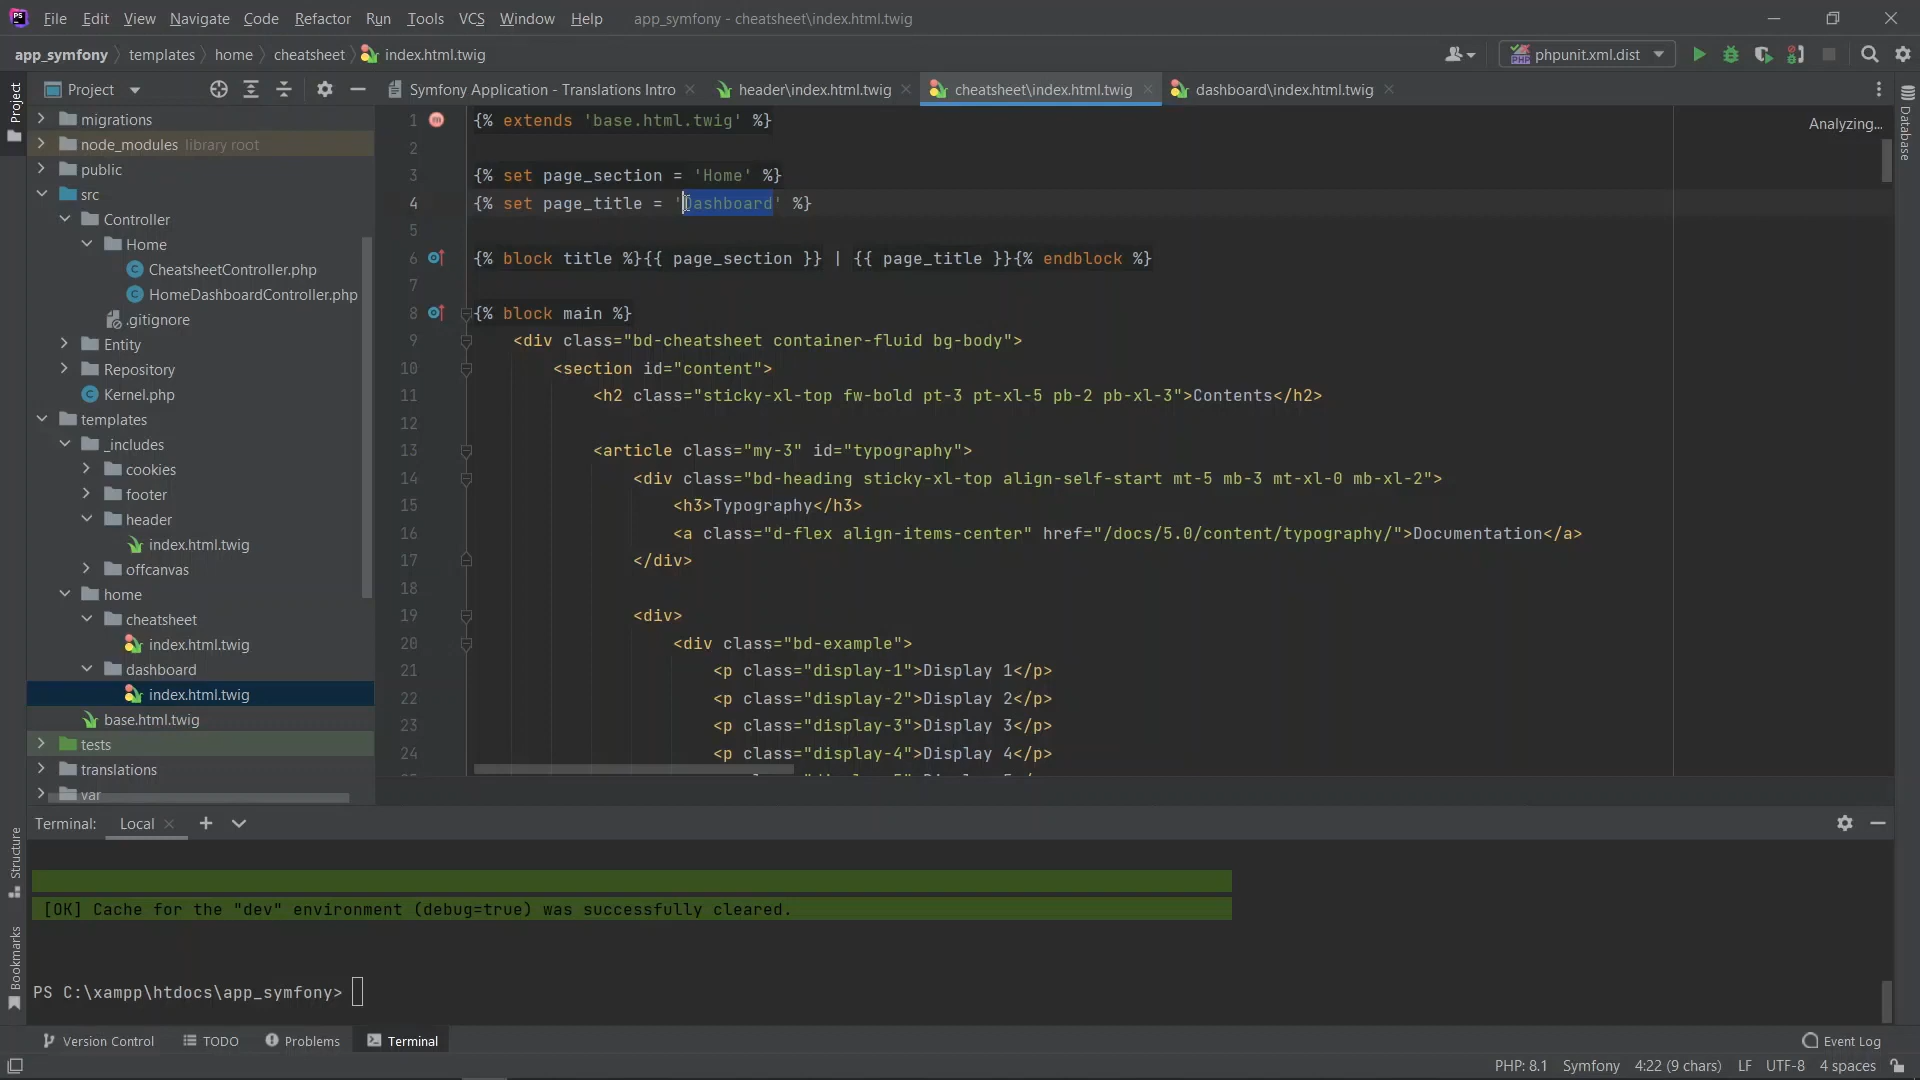 File Edit View Navigate Code Refactor Run Tools VCS Window Help app_symfony - cheatsheet\index.html.twig
app_symfony templates home cheatsheet index.html.twig phpunit.xml.dist
Project Symfony Application - Translations Intro header\index.html.twig cheatsheet\index.html.twig dashboard\index.html.twig
Project
Database
Structure
Bookmarks
migrations
node_modules library root
public
src
Controller
Home
CheatsheetController.php
HomeDashboardController.php
.gitignore
Entity
Repository
Kernel.php
templates
_includes
cookies
footer
header
index.html.twig
offcanvas
home
cheatsheet
index.html.twig
dashboard
index.html.twig
base.html.twig
tests
translations
var
Analyzing...
1 {% extends 'base.html.twig' %}
2
3 {% set page_section = 'Home' %}
4 {% set page_title = 'Dashboard' %}
5
6 {% block title %}{{ page_section }} | {{ page_title }}{% endblock %}
7
8 {% block main %}
9 <div class="bd-cheatsheet container-fluid bg-body">
10 <section id="content">
11 <h2 class="sticky-xl-top fw-bold pt-3 pt-xl-5 pb-2 pb-xl-3">Contents</h2>
12
13 <article class="my-3" id="typography">
14 <div class="bd-heading sticky-xl-top align-self-start mt-5 mb-3 mt-xl-0 mb-xl-2">
15 <h3>Typography</h3>
16 <a class="d-flex align-items-center" href="/docs/5.0/content/typography/">Documentation</a>
17 </div>
18
19 <div>
20 <div class="bd-example">
21 <p class="display-1">Display 1</p>
22 <p class="display-2">Display 2</p>
23 <p class="display-3">Display 3</p>
24 <p class="display-4">Display 4</p>
Terminal: Local
[OK] Cache for the "dev" environment (debug=true) was successfully cleared.
PS C:\xampp\htdocs\app_symfony>
Version Control TODO Problems Terminal Event Log
PHP: 8.1 Symfony 4:22 (9 chars) LF UTF-8 4 spaces